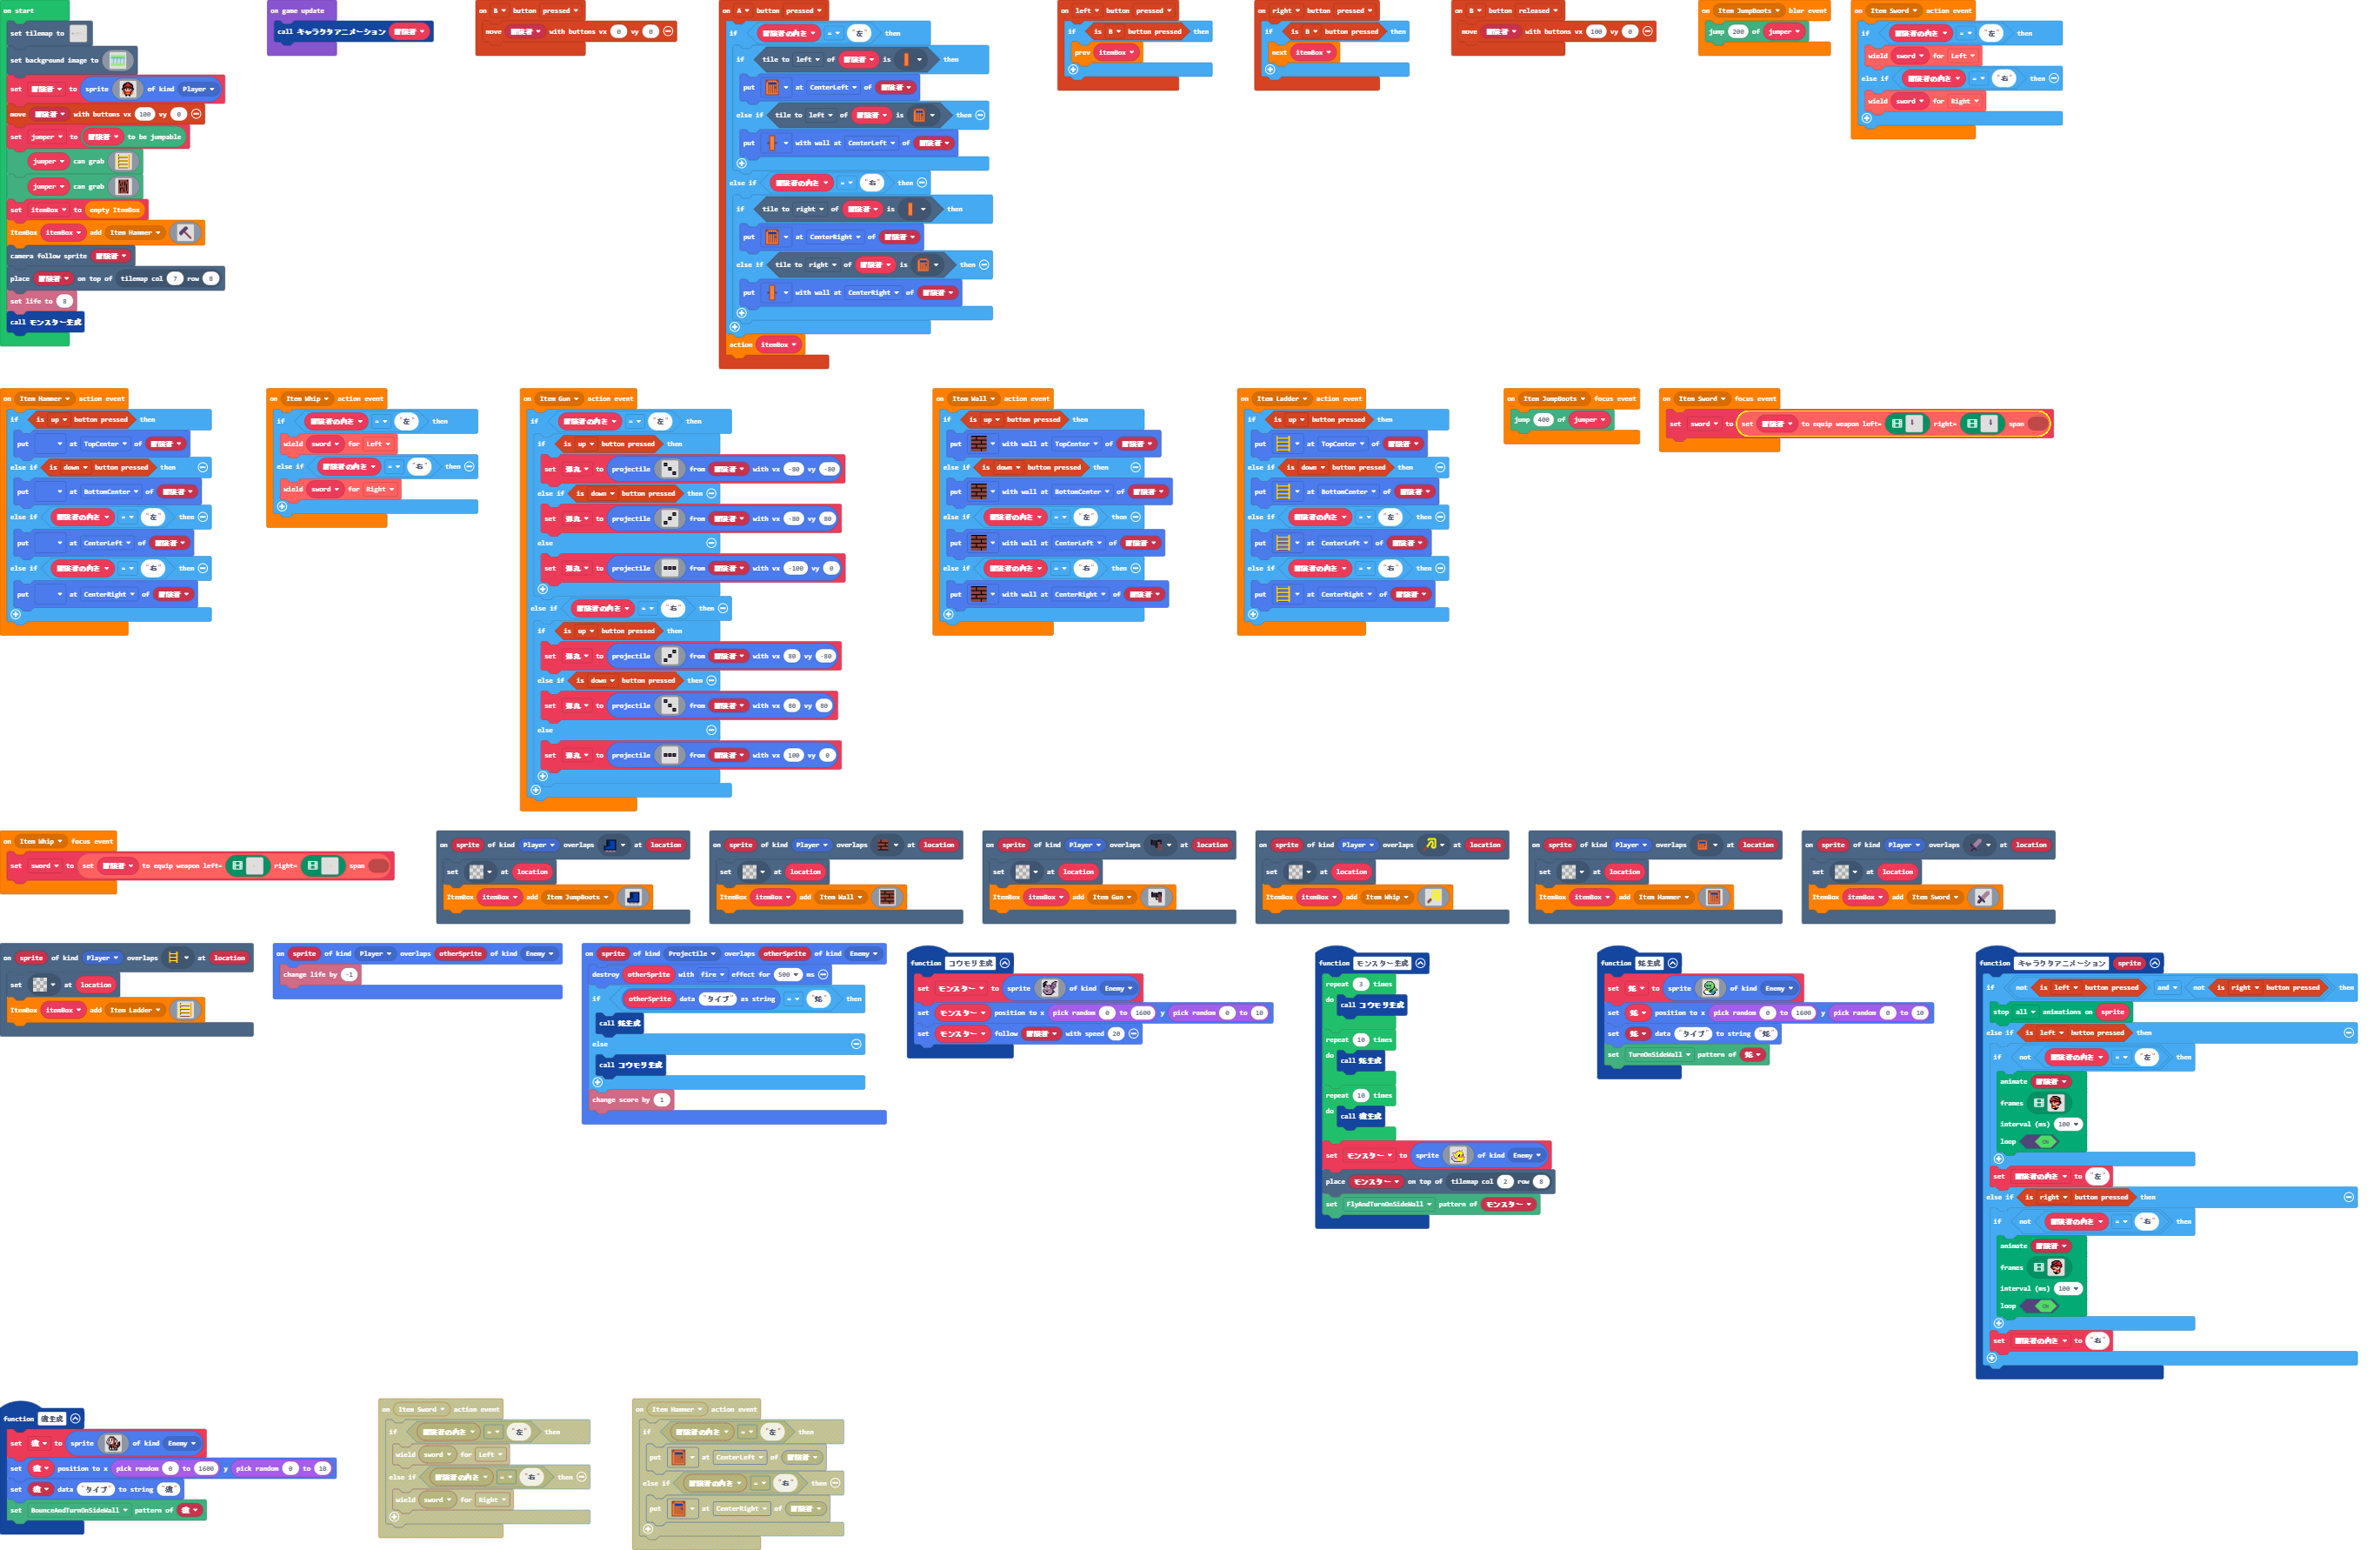 on start
set tilemap to
set background image to
set 冒険者 to sprite of kind Player
move 冒険者 with buttons vx 100 vy 0
set jumper to 冒険者 to be jumpable
jumper can grab
jumper can grab
set itemBox to empty ItemBox
ItemBox itemBox add Item Hammer
camera follow sprite 冒険者
place 冒険者 on top of tilemap col 7 row 8
set life to 8
call モンスター生成
on game update
call キャラクタアニメーション 冒険者
on B button pressed
move 冒険者 with buttons vx 0 vy 0
on A button pressed
if 冒険者の向き = "左" then
if tile to left of 冒険者 is then
put at CenterLeft of 冒険者
else if tile to left of 冒険者 is then
put with wall at CenterLeft of 冒険者
else if 冒険者の向き = "右" then
if tile to right of 冒険者 is then
put at CenterRight of 冒険者
else if tile to right of 冒険者 is then
put with wall at CenterRight of 冒険者
action itemBox
on left button pressed
if is B button pressed then
prev itemBox
on right button pressed
if is B button pressed then
next itemBox
on B button released
move 冒険者 with buttons vx 100 vy 0
on Item JumpBoots blur event
jump 200 of jumper
on Item Sword action event
if 冒険者の向き = "左" then
wield sword for Left
else if 冒険者の向き = "右" then
wield sword for Right
on Item Hammer action event
if is up button pressed then
put at TopCenter of 冒険者
else if is down button pressed then
put at BottomCenter of 冒険者
else if 冒険者の向き = "左" then
put at CenterLeft of 冒険者
else if 冒険者の向き = "右" then
put at CenterRight of 冒険者
on Item Whip action event
if 冒険者の向き = "左" then
wield sword for Left
else if 冒険者の向き = "右" then
wield sword for Right
on Item Gun action event
if 冒険者の向き = "左" then
if is up button pressed then
set 弾丸 to projectile from 冒険者 with vx -80 vy -80
else if is down button pressed then
set 弾丸 to projectile from 冒険者 with vx -80 vy 80
else
set 弾丸 to projectile from 冒険者 with vx -100 vy 0
else if 冒険者の向き = "右" then
if is up button pressed then
set 弾丸 to projectile from 冒険者 with vx 80 vy -80
else if is down button pressed then
set 弾丸 to projectile from 冒険者 with vx 80 vy 80
else
set 弾丸 to projectile from 冒険者 with vx 100 vy 0
on Item Wall action event
if is up button pressed then
put with wall at TopCenter of 冒険者
else if is down button pressed then
put with wall at BottomCenter of 冒険者
else if 冒険者の向き = "左" then
put with wall at CenterLeft of 冒険者
else if 冒険者の向き = "右" then
put with wall at CenterRight of 冒険者
on Item Ladder action event
if is up button pressed then
put at TopCenter of 冒険者
else if is down button pressed then
put at BottomCenter of 冒険者
else if 冒険者の向き = "左" then
put at CenterLeft of 冒険者
else if 冒険者の向き = "右" then
put at CenterRight of 冒険者
on Item JumpBoots focus event
jump 400 of jumper
on Item Sword focus event
set sword to set 冒険者 to equip weapon left= right= span
on Item Whip focus event
set sword to set 冒険者 to equip weapon left= right= span
on sprite of kind Player overlaps at location
set at location
ItemBox itemBox add Item JumpBoots
on sprite of kind Player overlaps at location
set at location
ItemBox itemBox add Item Wall
on sprite of kind Player overlaps at location
set at location
ItemBox itemBox add Item Gun
on sprite of kind Player overlaps at location
set at location
ItemBox itemBox add Item Whip
on sprite of kind Player overlaps at location
set at location
ItemBox itemBox add Item Hammer
on sprite of kind Player overlaps at location
set at location
ItemBox itemBox add Item Sword
on sprite of kind Player overlaps at location
set at location
ItemBox itemBox add Item Ladder
on sprite of kind Player overlaps otherSprite of kind Enemy
change life by -1
on sprite of kind Projectile overlaps otherSprite of kind Enemy
destroy otherSprite with fire effect for 500 ms
if otherSprite data "タイプ" as string = "蛇" then
call 蛇生成
else
call コウモリ生成
change score by 1
function コウモリ生成
set モンスター to sprite of kind Enemy
set モンスター position to x pick random 0 to 1600 y pick random 0 to 10
set モンスター follow 冒険者 with speed 20
function モンスター生成
repeat 3 times
do call コウモリ生成
repeat 10 times
do call 蛇生成
repeat 10 times
do call 生成
set モンスター to sprite of kind Enemy
place モンスター on top of tilemap col 2 row 8
set FlyAndTurnOnSideWall pattern of モンスター
function 蛇生成
set 蛇 to sprite of kind Enemy
set 蛇 position to x pick random 0 to 1600 y pick random 0 to 10
set 蛇 data "タイプ" to string "蛇"
set TurnOnSideWall pattern of 蛇
function キャラクタアニメーション sprite
if not is left button pressed and not is right button pressed then
stop all animations on sprite
else if is left button pressed then
if not 冒険者の向き = "左" then
animate 冒険者
frames
interval (ms) 100
loop ON
set 冒険者の向き to "左"
else if is right button pressed then
if not 冒険者の向き = "右" then
animate 冒険者
frames
interval (ms) 100
loop ON
set 冒険者の向き to "右"
function 生成
set to sprite of kind Enemy
set position to x pick random 0 to 1600 y pick random 0 to 10
set data "タイプ" to string
set BounceAndTurnOnSideWall pattern of
on Item Sword action event
if 冒険者の向き = "左" then
wield sword for Left
else if 冒険者の向き = "右" then
wield sword for Right
on Item Hammer action event
if 冒険者の向き = "左" then
put at CenterLeft of 冒険者
else if 冒険者の向き = "右" then
put at CenterRight of 冒険者